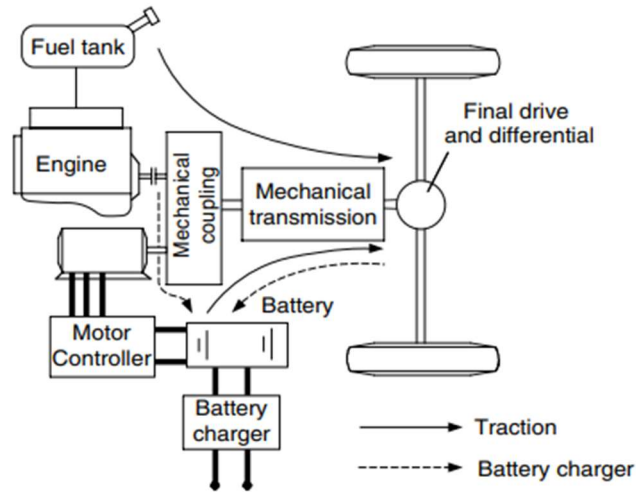 Fuel tank
Final drive
and differential
Engine
Mechanical
coupling
Mechanical
transmission
Battery
Motor
Controller
Battery
charger
Traction
Battery charger